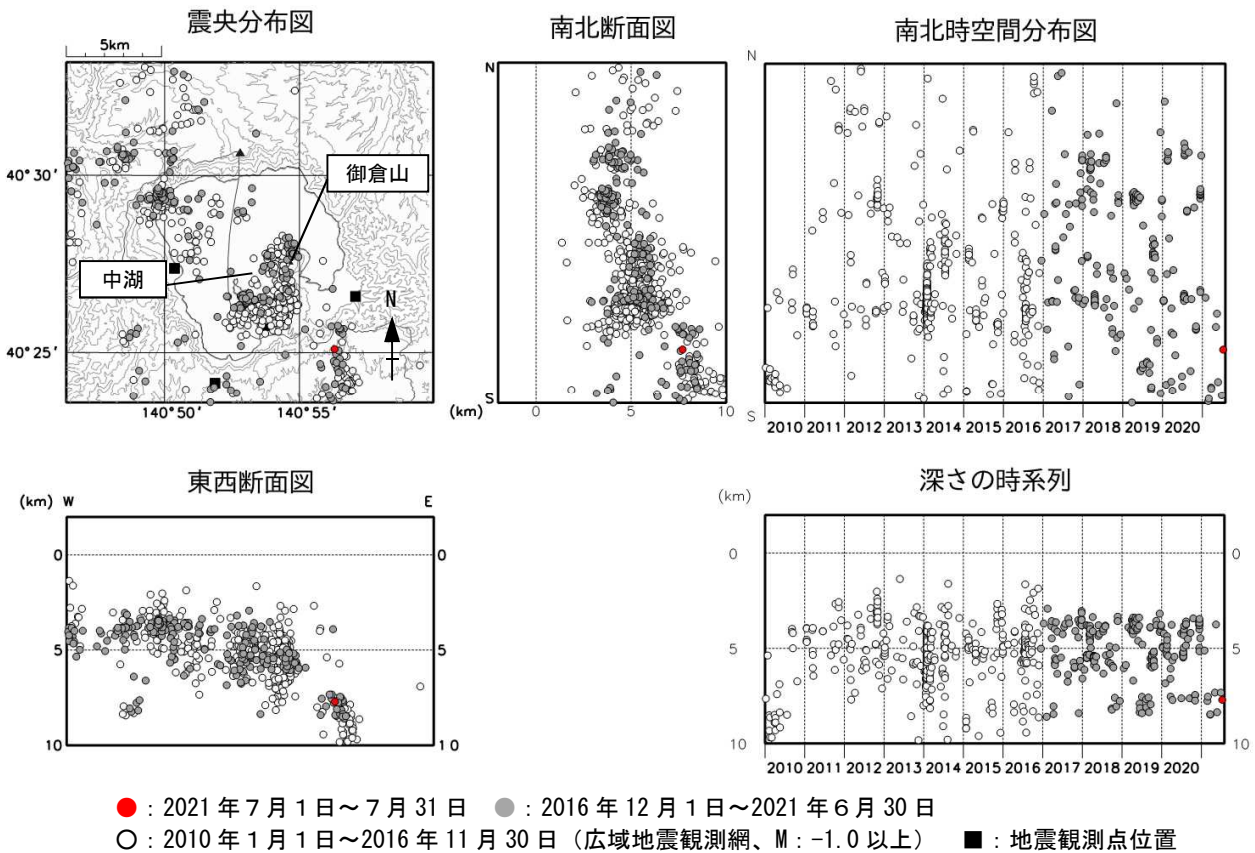 震央分布図
5km
御倉山
中湖
N
40°30′
40°25′
140°50′
140°55′
南北断面図
N
S
(km)
0
5
10
南北時空間分布図
N
S
2010 2011 2012 2013 2014 2015 2016 2017 2018 2019 2020
東西断面図
(km) W
E
0
0
5
5
10
10
深さの時系列
(km)
0
0
5
5
10
10
2010 2011 2012 2013 2014 2015 2016 2017 2018 2019 2020
●：2021年７月１日～７月31日 ●：2016年12月１日～2021年６月30日
○：2010年１月１日～2016年11月30日（広域地震観測網、M：-1.0以上） ■：地震観測点位置